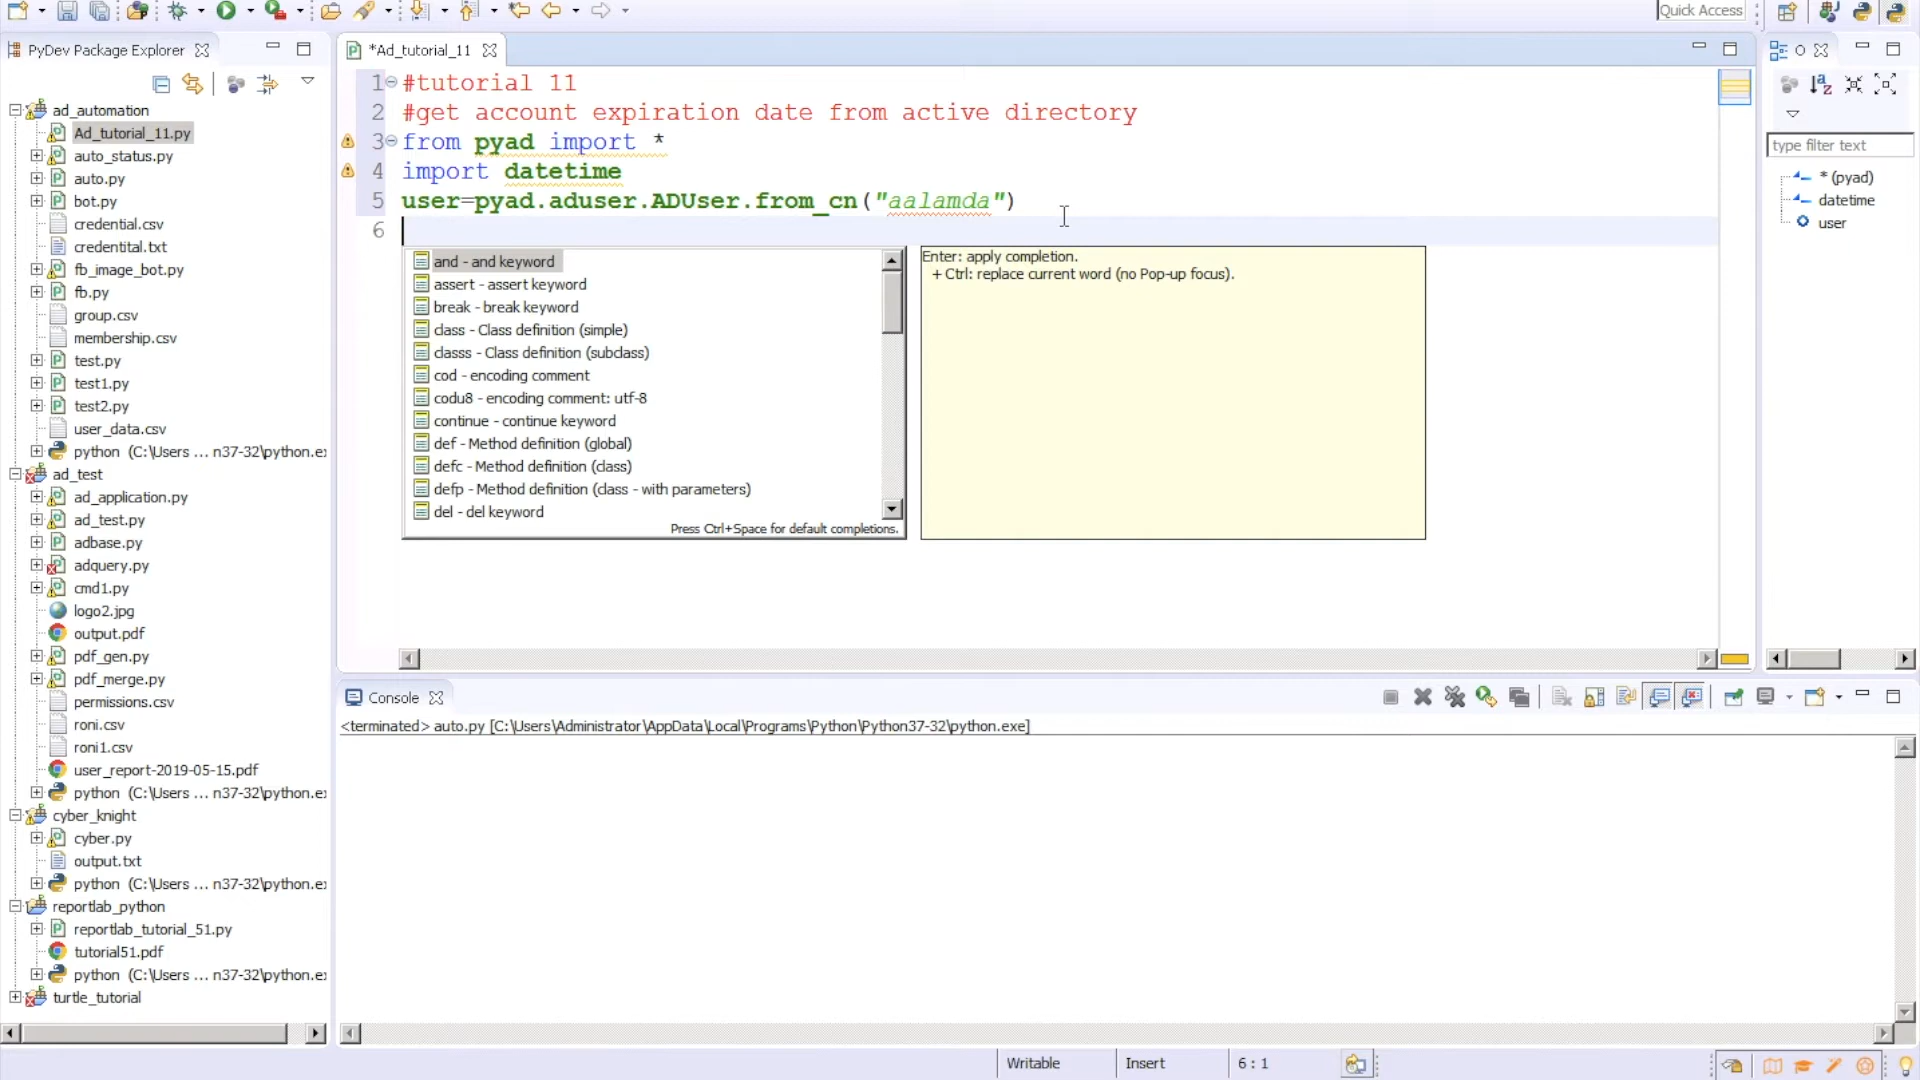 Quick Access
PyDev Package Explorer
ad_automation
Ad_tutorial_11.py
auto_status.py
auto.py
bot.py
credential.csv
credentital.txt
fb_image_bot.py
fb.py
group.csv
membership.csv
test.py
test1.py
test2.py
user_data.csv
python (C:\Users ... n37-32\python.e
ad_test
ad_application.py
ad_test.py
adbase.py
adquery.py
cmd1.py
logo2.jpg
output.pdf
pdf_gen.py
pdf_merge.py
permissions.csv
roni.csv
roni1.csv
user_report-2019-05-15.pdf
python (C:\Users ... n37-32\python.e
cyber_knight
cyber.py
output.txt
python (C:\Users ... n37-32\python.e
reportlab_python
reportlab_tutorial_51.py
tutorial51.pdf
python (C:\Users ... n37-32\python.e
turtle_tutorial
*Ad_tutorial_11
1 #tutorial 11
2 #get account expiration date from active directory
3 from pyad import *
4 import datetime
5 user=pyad.aduser.ADUser.from_cn("aalamda")
6
and - and keyword
assert - assert keyword
break - break keyword
class - Class definition (simple)
classs - Class definition (subclass)
cod - encoding comment
codu8 - encoding comment: utf-8
continue - continue keyword
def - Method definition (global)
defc - Method definition (class)
defp - Method definition (class - with parameters)
del - del keyword
Press Ctrl+Space for default completions.
Enter: apply completion.
+ Ctrl: replace current word (no Pop-up focus).
type filter text
* (pyad)
datetime
user
Console
<terminated> auto.py [C:\Users\Administrator\AppData\Local\Programs\Python\Python37-32\python.exe]
Writable
Insert
6 : 1